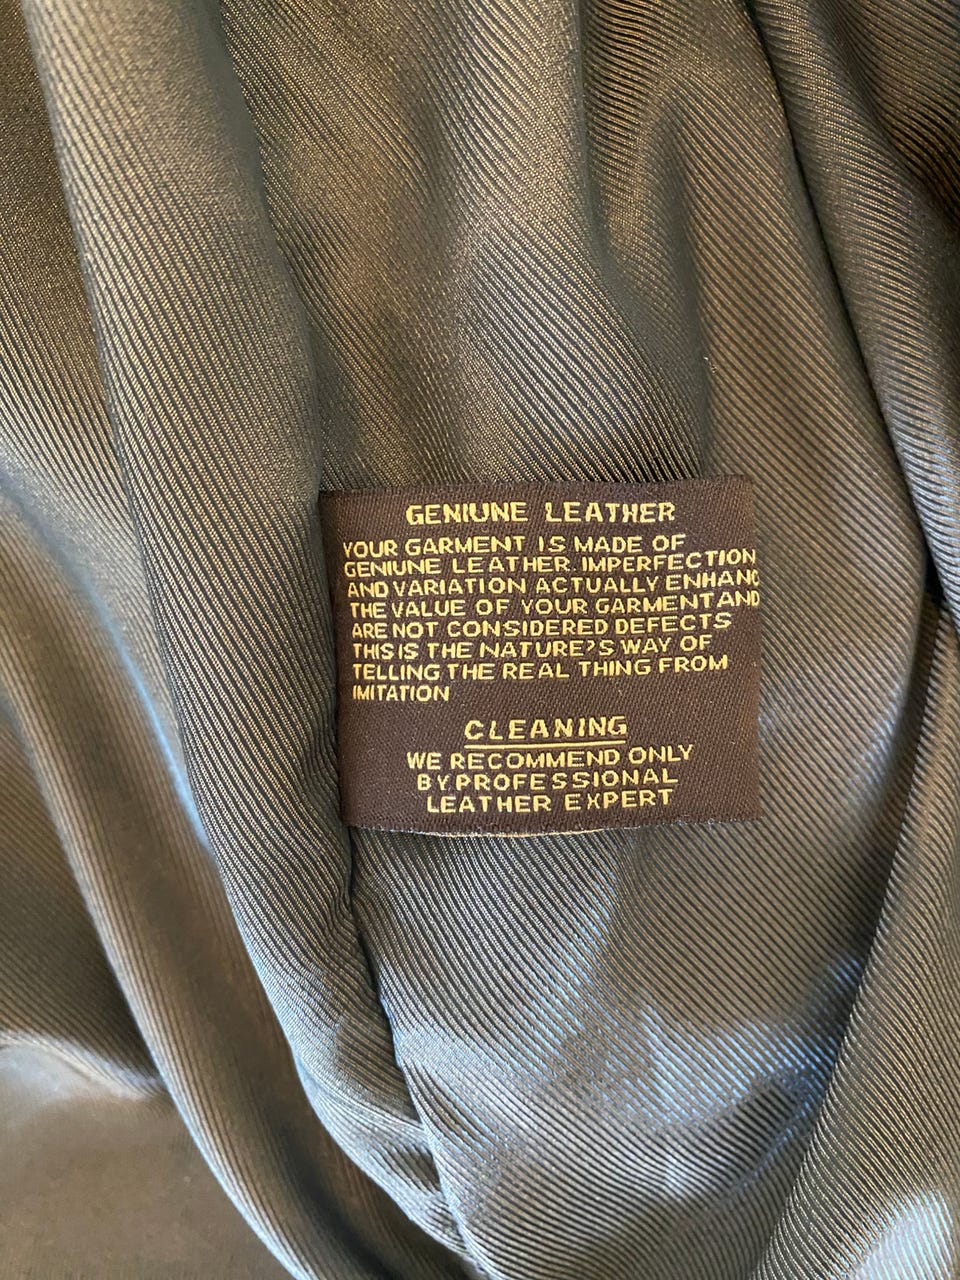 GENIUNE LEATHER
YOUR GARMENT IS MADE OF
GENIUNE LEATHER. IMPERFECTION
AND VARIATION ACTUALLY ENHANC
THE VALUE OF YOUR GARMENT AND
ARE NOT CONSIDERED DEFECTS
THIS IS THE NATURE'S WAY OF
TELLING THE REAL THING FROM
IMITATION
CLEANING
WE RECOMMEND ONLY
BY PROFESSIONAL
LEATHER EXPERT